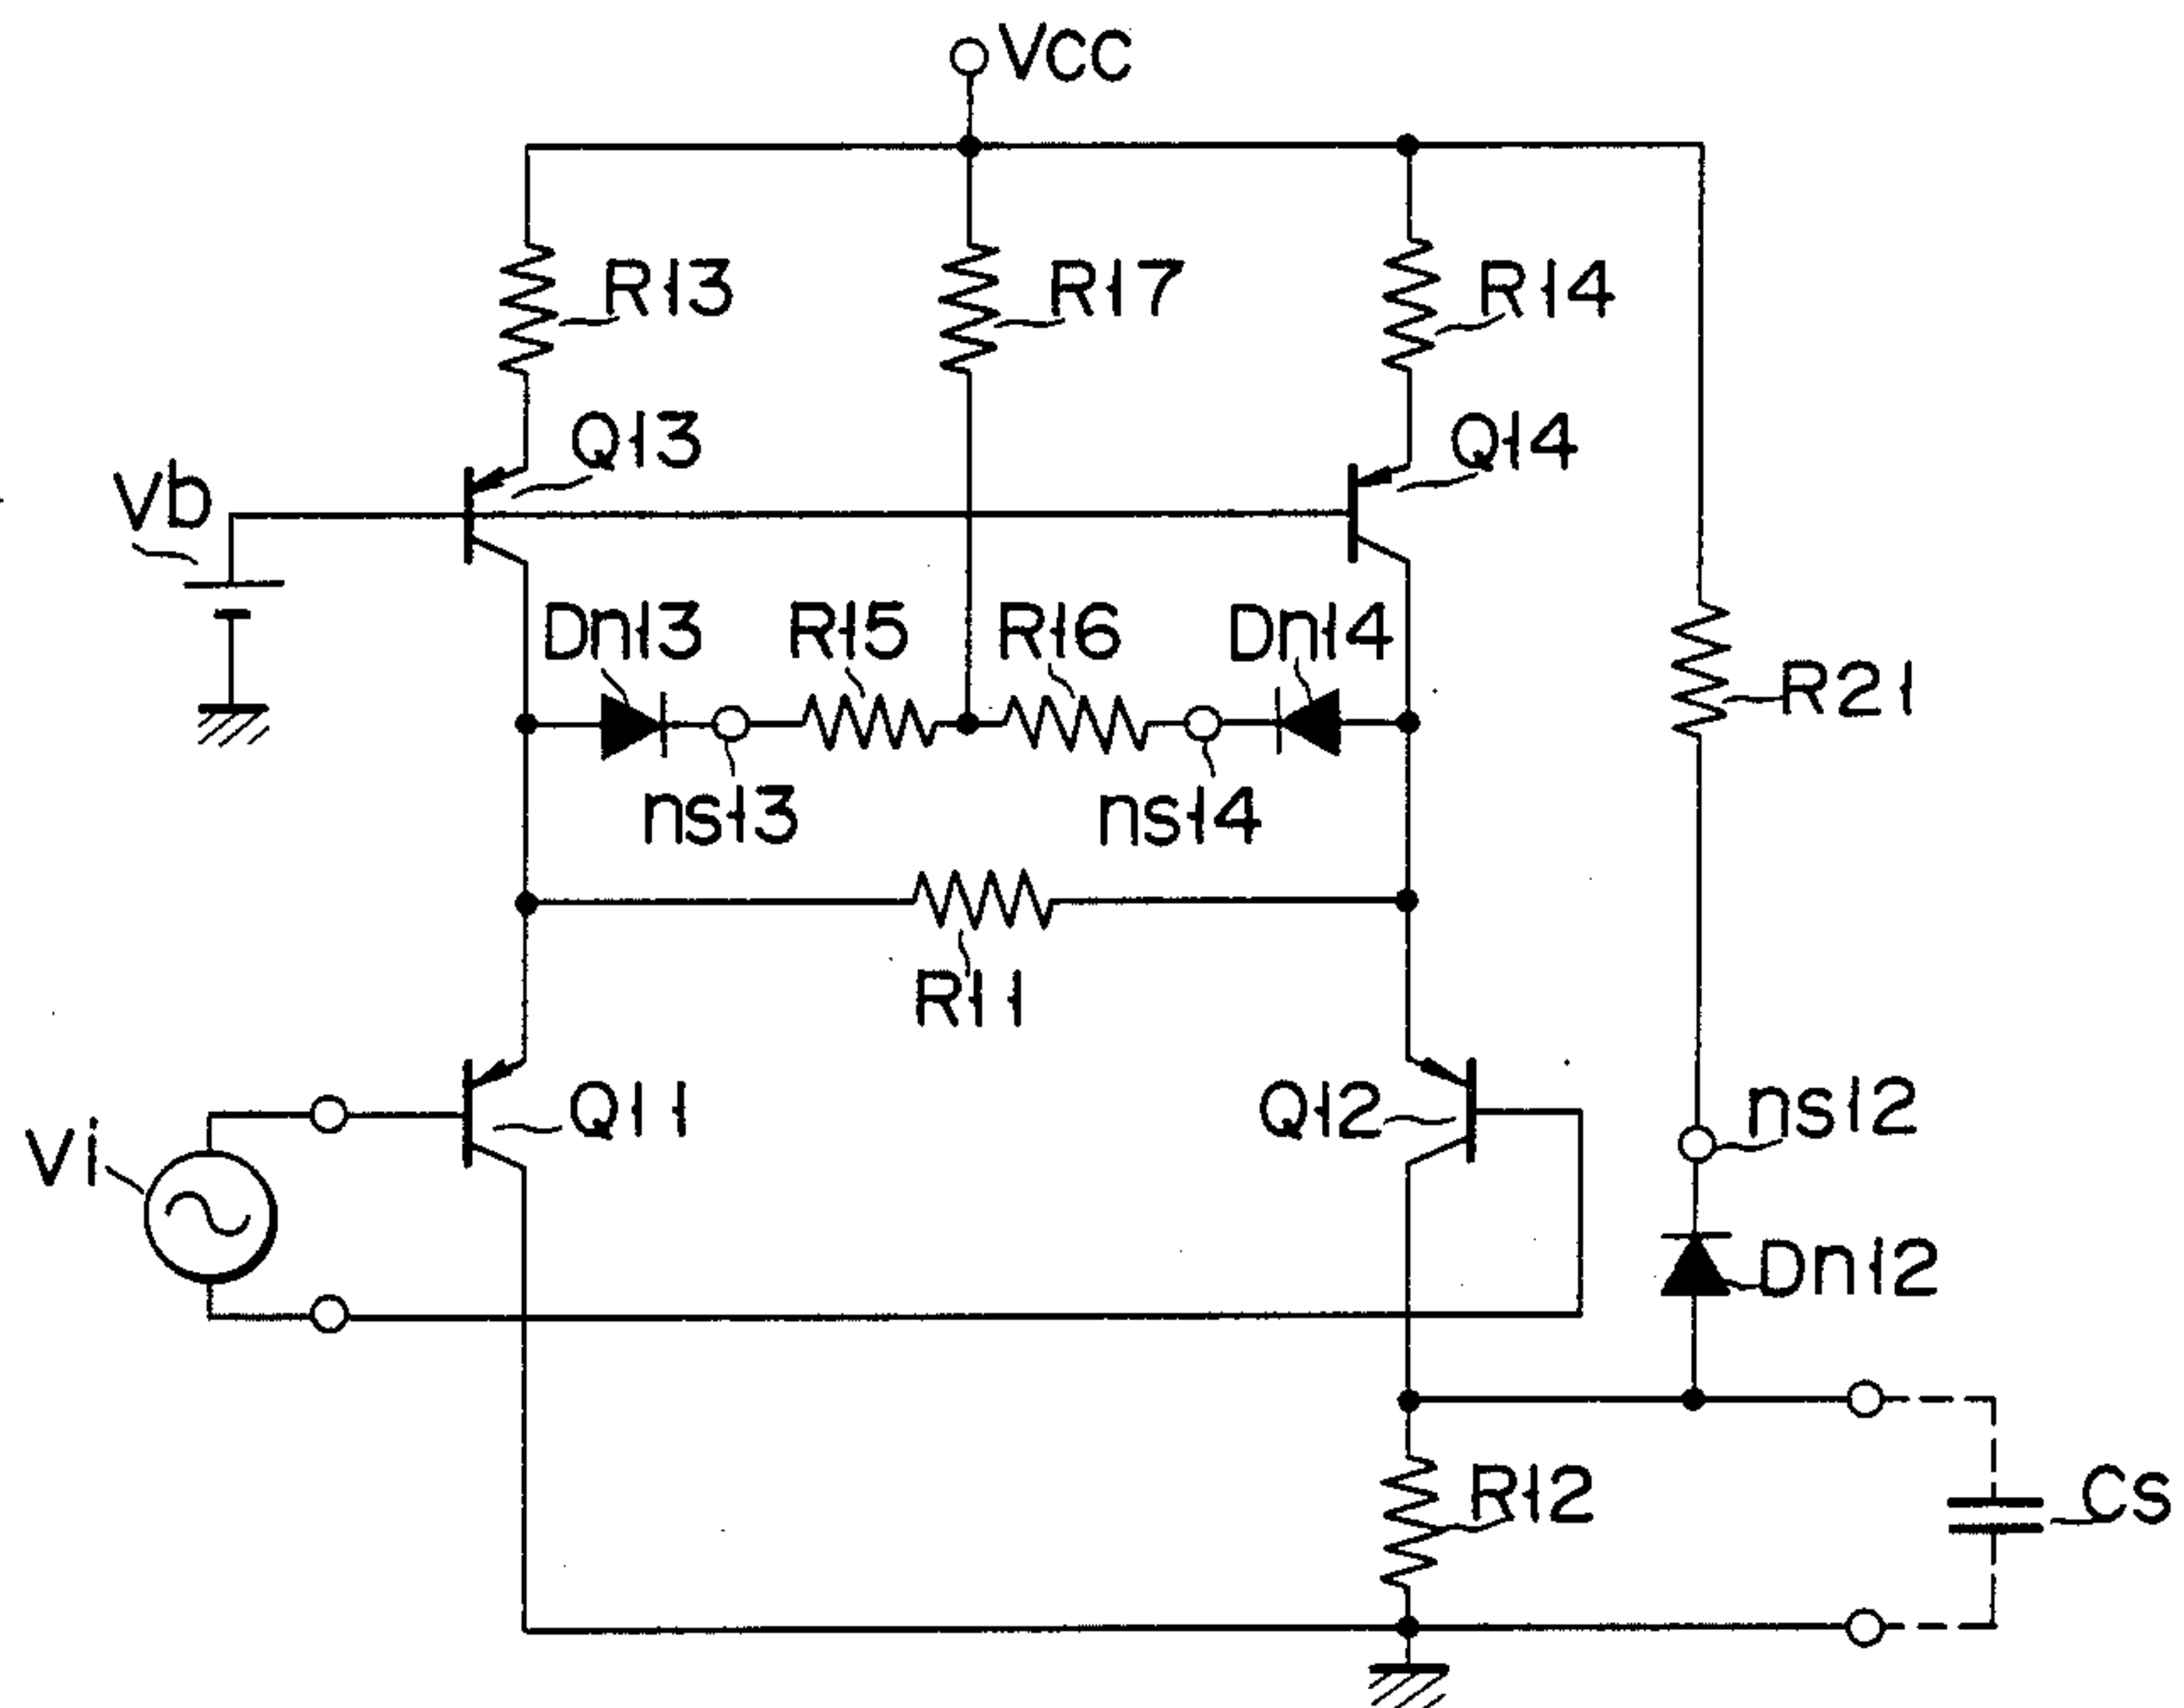 VCC
R13
R17
R14
Q13
Q14
Vb
Dn13
R15
R16
Dn14
R21
ns13
ns14
R11
Q11
Q12
ns12
Vi
Dn12
R12
Cs